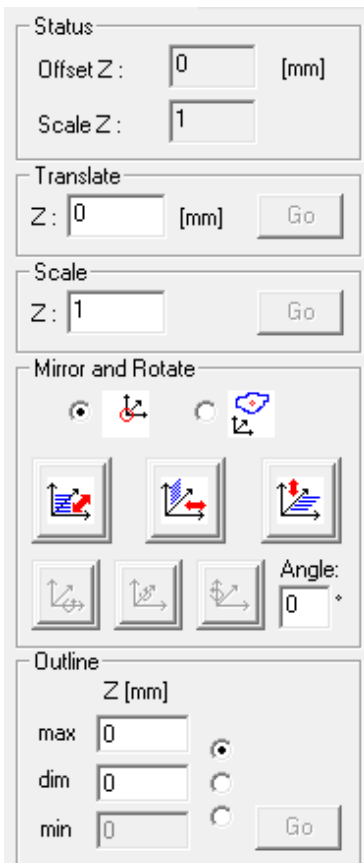 Status
Offset Z : 0 [mm]
Scale Z : 1
Translate
Z : 0 [mm] Go
Scale
Z : 1 Go
Mirror and Rotate
Angle:
0 °
Outline
Z [mm]
max 0
dim 0
min 0 Go